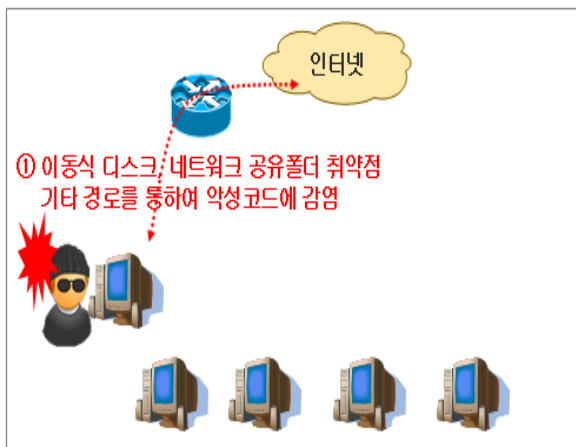 인터넷
① 이동식 디스크, 네트워크 공유폴더 취약점
기타 경로를 통하여 악성코드에 감염